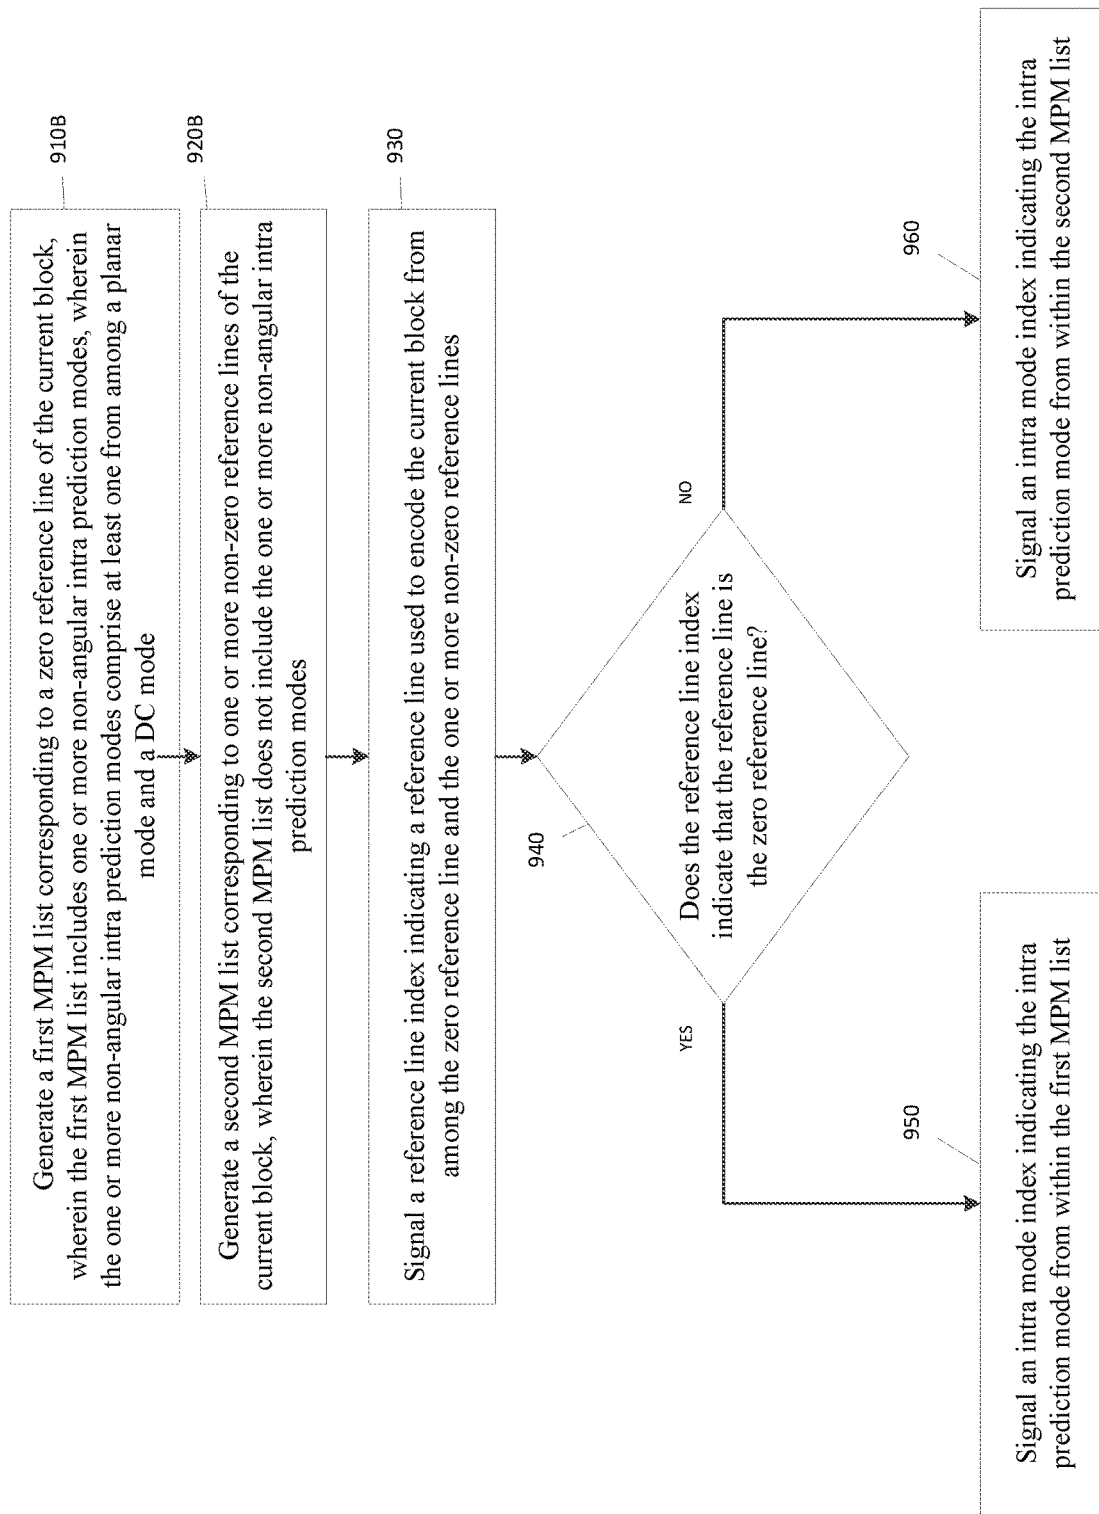 Generate a first MPM list corresponding to a zero reference line of the current block,
wherein the first MPM list includes one or more non-angular intra prediction modes, wherein
the one or more non-angular intra prediction modes comprise at least one from among a planar
mode and a DC mode
910B
Generate a second MPM list corresponding to one or more non-zero reference lines of the
current block, wherein the second MPM list does not include the one or more non-angular intra
prediction modes
920B
Signal a reference line index indicating a reference line used to encode the current block from
among the zero reference line and the one or more non-zero reference lines
930
940
Does the reference line index
indicate that the reference line is
the zero reference line?
YES
NO
950
Signal an intra mode index indicating the intra
prediction mode from within the first MPM list
960
Signal an intra mode index indicating the intra
prediction mode from within the second MPM list